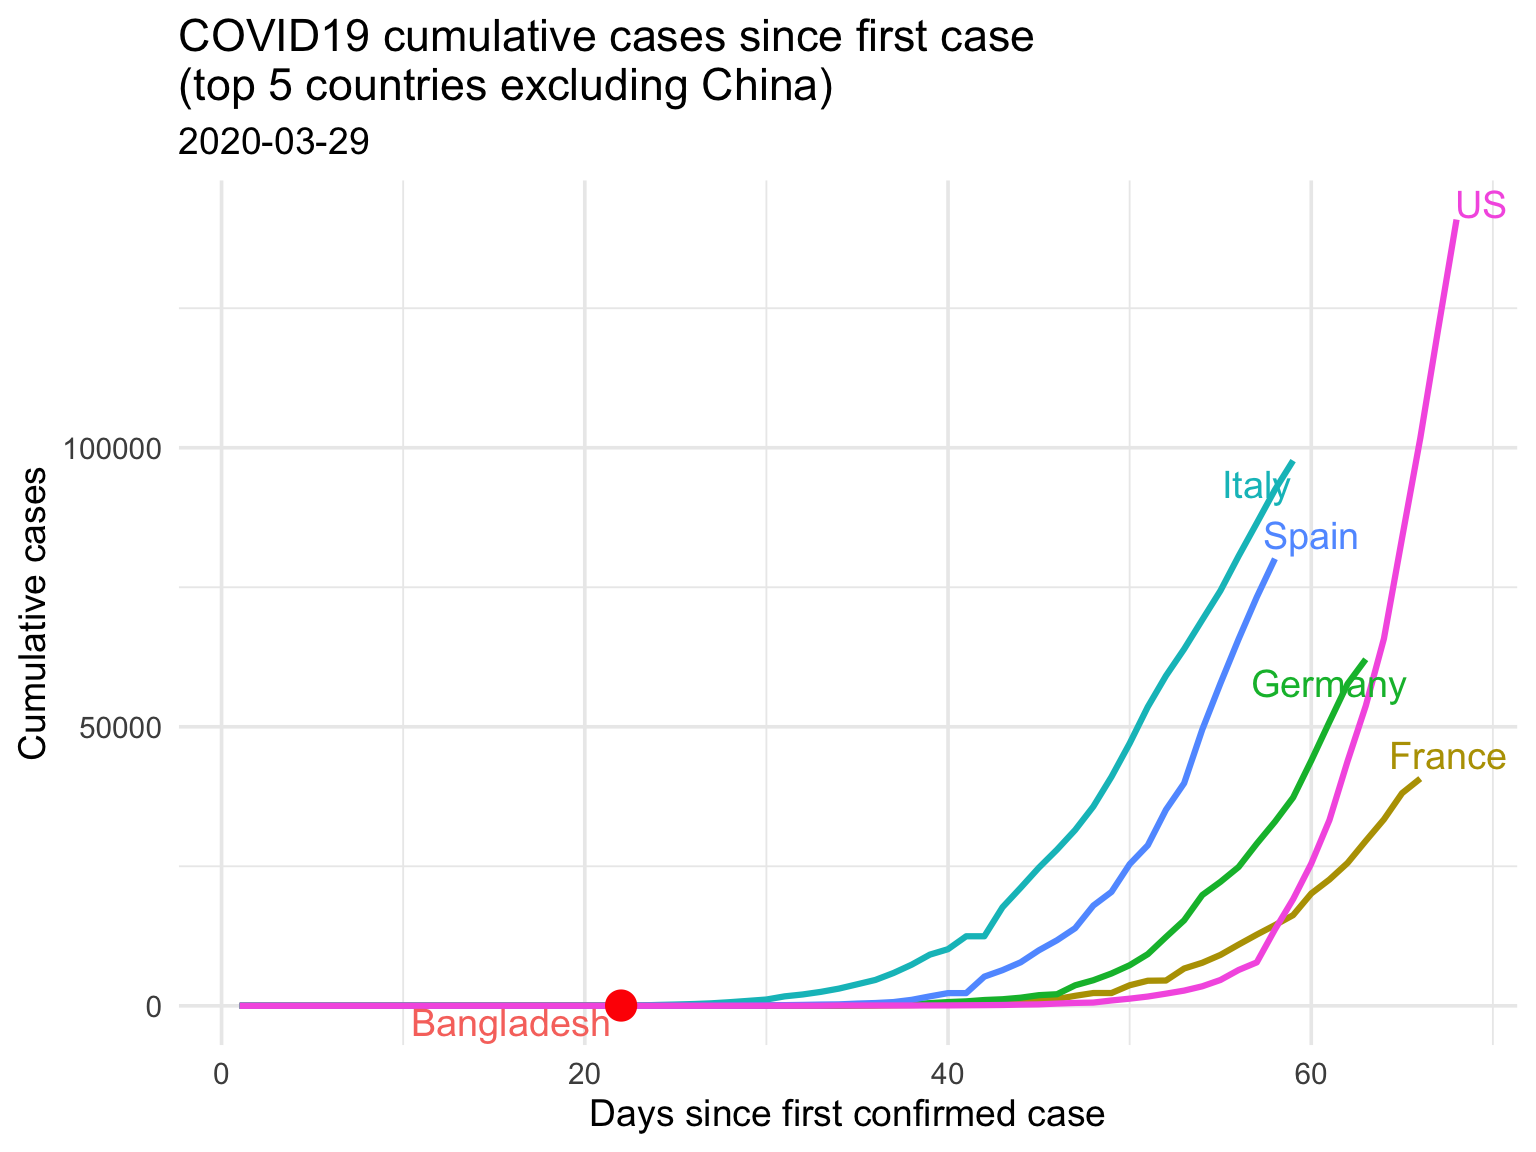 COVID19 cumulative cases since first case
(top 5 countries excluding China)
2020-03-29
US
100000
Italy
Spain
Germany
50000
France
0
Bangladesh
0
20
40
60
Days since first confirmed case
Cumulative cases